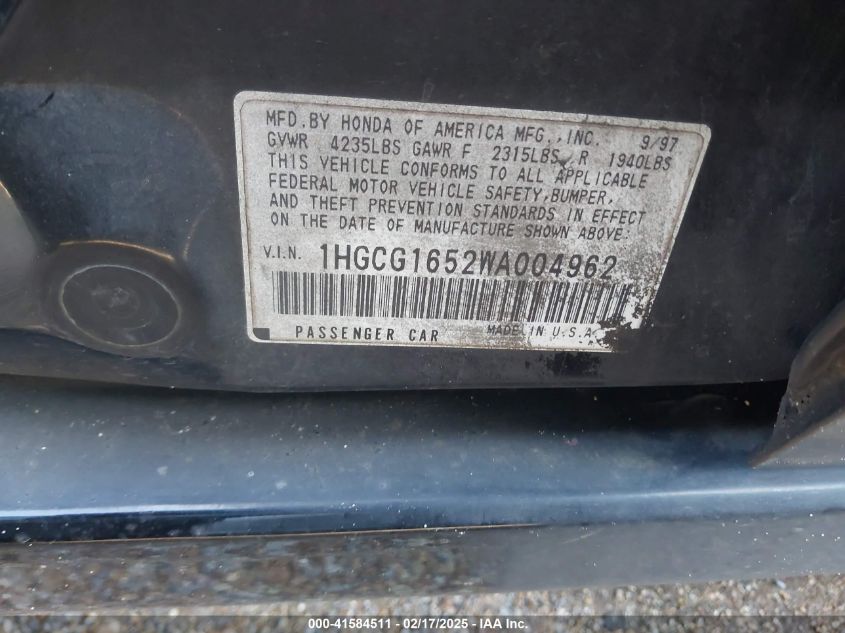 MFD. BY HONDA OF AMERICA MFG., INC. 9/97
GVWR 4235LBS GAWR F 2315LBS R 1940LBS
THIS VEHICLE CONFORMS TO ALL APPLICABLE
FEDERAL MOTOR VEHICLE SAFETY, BUMPER,
AND THEFT PREVENTION STANDARDS IN EFFECT
ON THE DATE OF MANUFACTURE SHOWN ABOVE.
V.I.N. 1HGCG1652WA004962
PASSENGER CAR MADE IN U.S.A
000-41584511 - 02/17/2025 - IAA Inc.